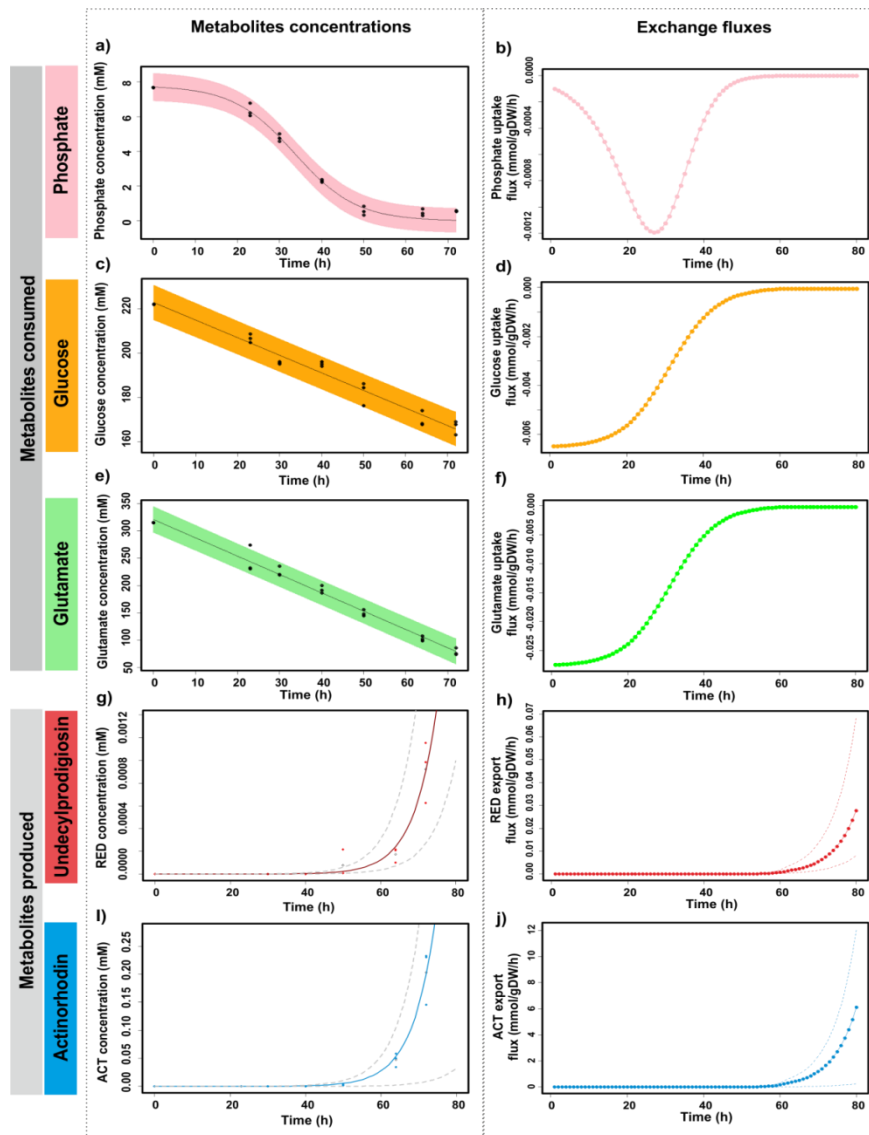 Metabolites concentrations
Exchange fluxes
Metabolites consumed
Metabolites produced
Phosphate
a)
Phosphate concentration (mM)
8
6
4
2
0
0 10 20 30 40 50 60 70
Time (h)
b)
Phosphate uptake
flux (mmol/gDW/h)
0.0000
-0.0004
-0.0008
-0.0012
0 20 40 60 80
Time (h)
Glucose
c)
Glucose concentration (mM)
220
200
180
160
0 10 20 30 40 50 60 70
Time (h)
d)
Glucose uptake
flux (mmol/gDW/h)
0.000
-0.002
-0.004
-0.006
0 20 40 60 80
Time (h)
Glutamate
e)
Glutamate concentration (mM)
350
300
250
200
150
100
50
0 10 20 30 40 50 60 70
Time (h)
f)
Glutamate uptake
flux (mmol/gDW/h)
0.000
-0.005
-0.010
-0.015
-0.020
-0.025
0 20 40 60 80
Time (h)
Undecylprodigiosin
g)
RED concentration (mM)
0.0012
0.0008
0.0004
0.0000
0 20 40 60 80
Time (h)
h)
RED export
flux (mmol/gDW/h)
0.07
0.06
0.05
0.04
0.03
0.02
0.01
0.00
0 20 40 60 80
Time (h)
Actinorhodin
I)
ACT concentration (mM)
0.25
0.20
0.15
0.10
0.05
0.00
0 20 40 60 80
Time (h)
j)
ACT export
flux (mmol/gDW/h)
12
10
8
6
4
2
0
0 20 40 60 80
Time (h)